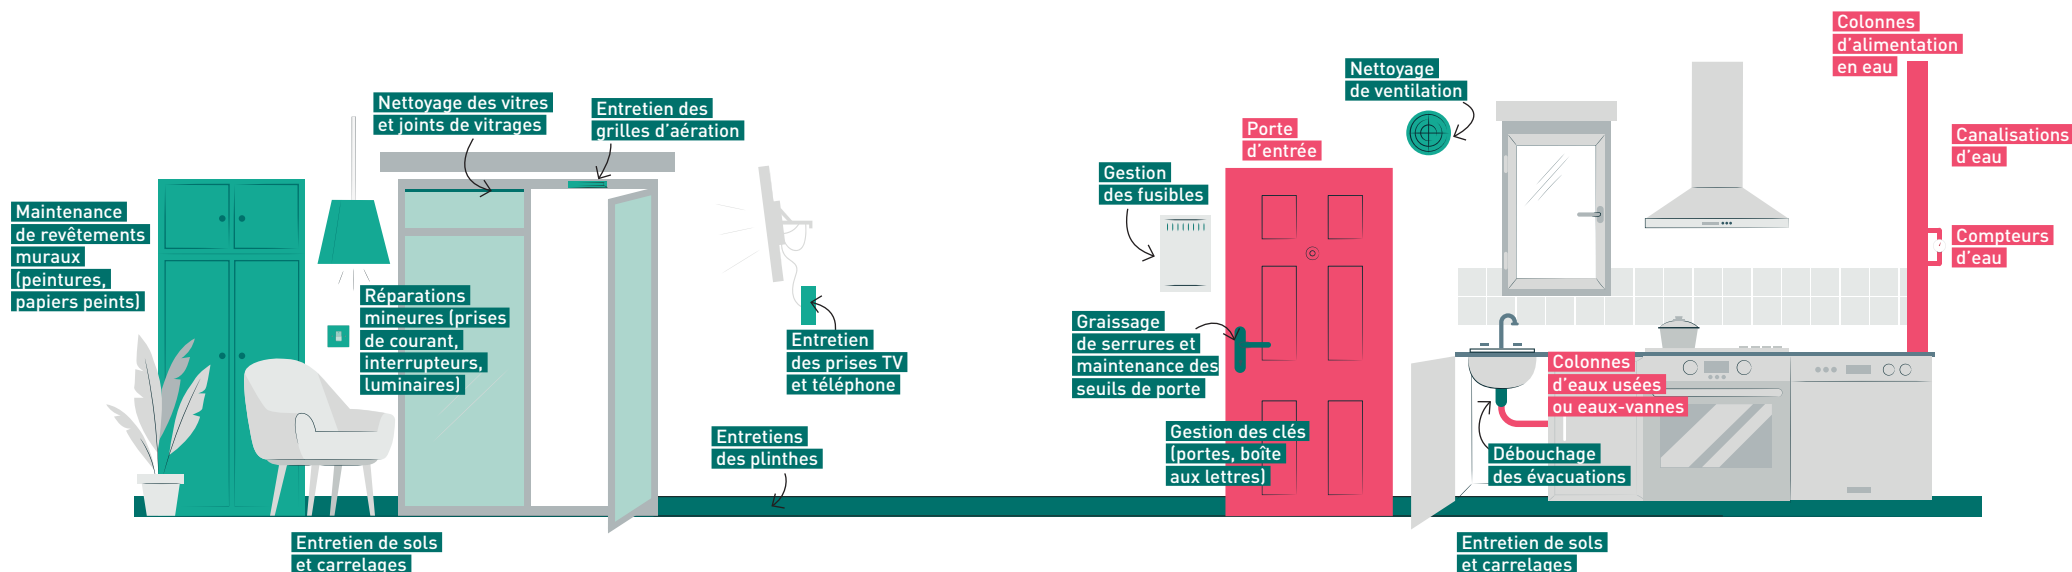 Maintenance
de revêtements
muraux
(peintures,
papiers peints)
Nettoyage des vitres
et joints de vitrages
Entretien des
grilles d'aération
Réparations
mineures (prises
de courant,
interrupteurs,
luminaires)
Entretien
des prises TV
et téléphone
Entretiens
des plinthes
Entretien de sols
et carrelages
Gestion
des fusibles
Porte
d'entrée
Nettoyage
de ventilation
Graissage
de serrures et
maintenance des
seuils de porte
Gestion des clés
(portes, boîte
aux lettres)
Colonnes
d'alimentation
en eau
Canalisations
d'eau
Compteurs
d'eau
Colonnes
d'eaux usées
ou eaux-vannes
Débouchage
des évacuations
Entretien de sols
et carrelages